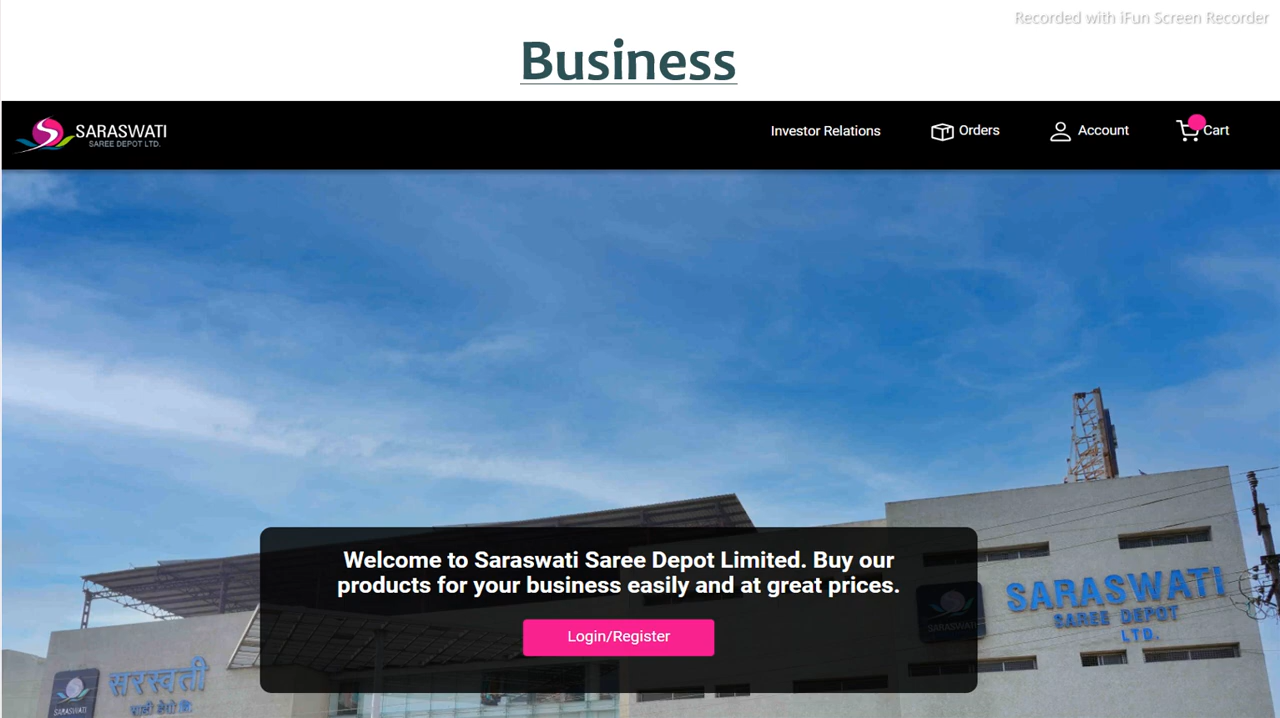 Recorded with iFun Screen Recorder
Business
SARASWATI
SAREE DEPOT LTD.
Investor Relations
Orders
Account
Cart
Welcome to Saraswati Saree Depot Limited. Buy our
products for your business easily and at great prices.
Login/Register
SARASWATI
SARASWATI
SAREE DEPOT
LTD.
सरस्वती
SARASWATI